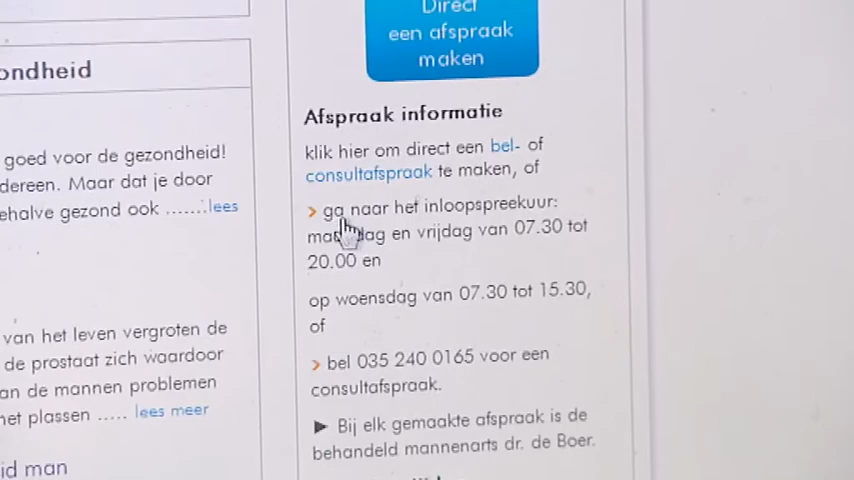 Direct
een afspraak
maken
ondheid
Afspraak informatie
klik hier om direct een bel- of
consultafspraak te maken, of
goed voor de gezondheid!
dereen. Maar dat je door
ehalve gezond ook .......lees
> ga naar het inloopspreekuur:
en vrijdag van 07.30 tot
20.00 en
op woensdag van 07.30 tot 15.30,
of
van het leven vergroten de
de prostaat zich waardoor
an de mannen problemen
net plassen ..... lees meer
> bel 035 240 0165 voor een
consultafspraak.
► Bij elk gemaakte afspraak is de
behandeld mannenarts dr. de Boer.
id man